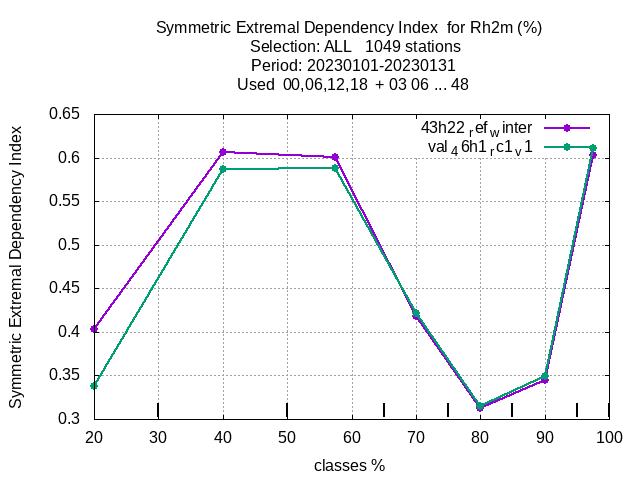 Symmetric Extremal Dependency Index  for Rh2m (%)
Selection: ALL   1049 stations
Period: 20230101-20230131
Used  00,06,12,18  + 03 06 ... 48
Symmetric Extremal Dependency Index
0.65
0.6
0.55
0.5
0.45
0.4
0.35
0.3
43h22_ref_winter
val_46h1_rc1_v1
20 30 40 50 60 70 80 90 100
classes %